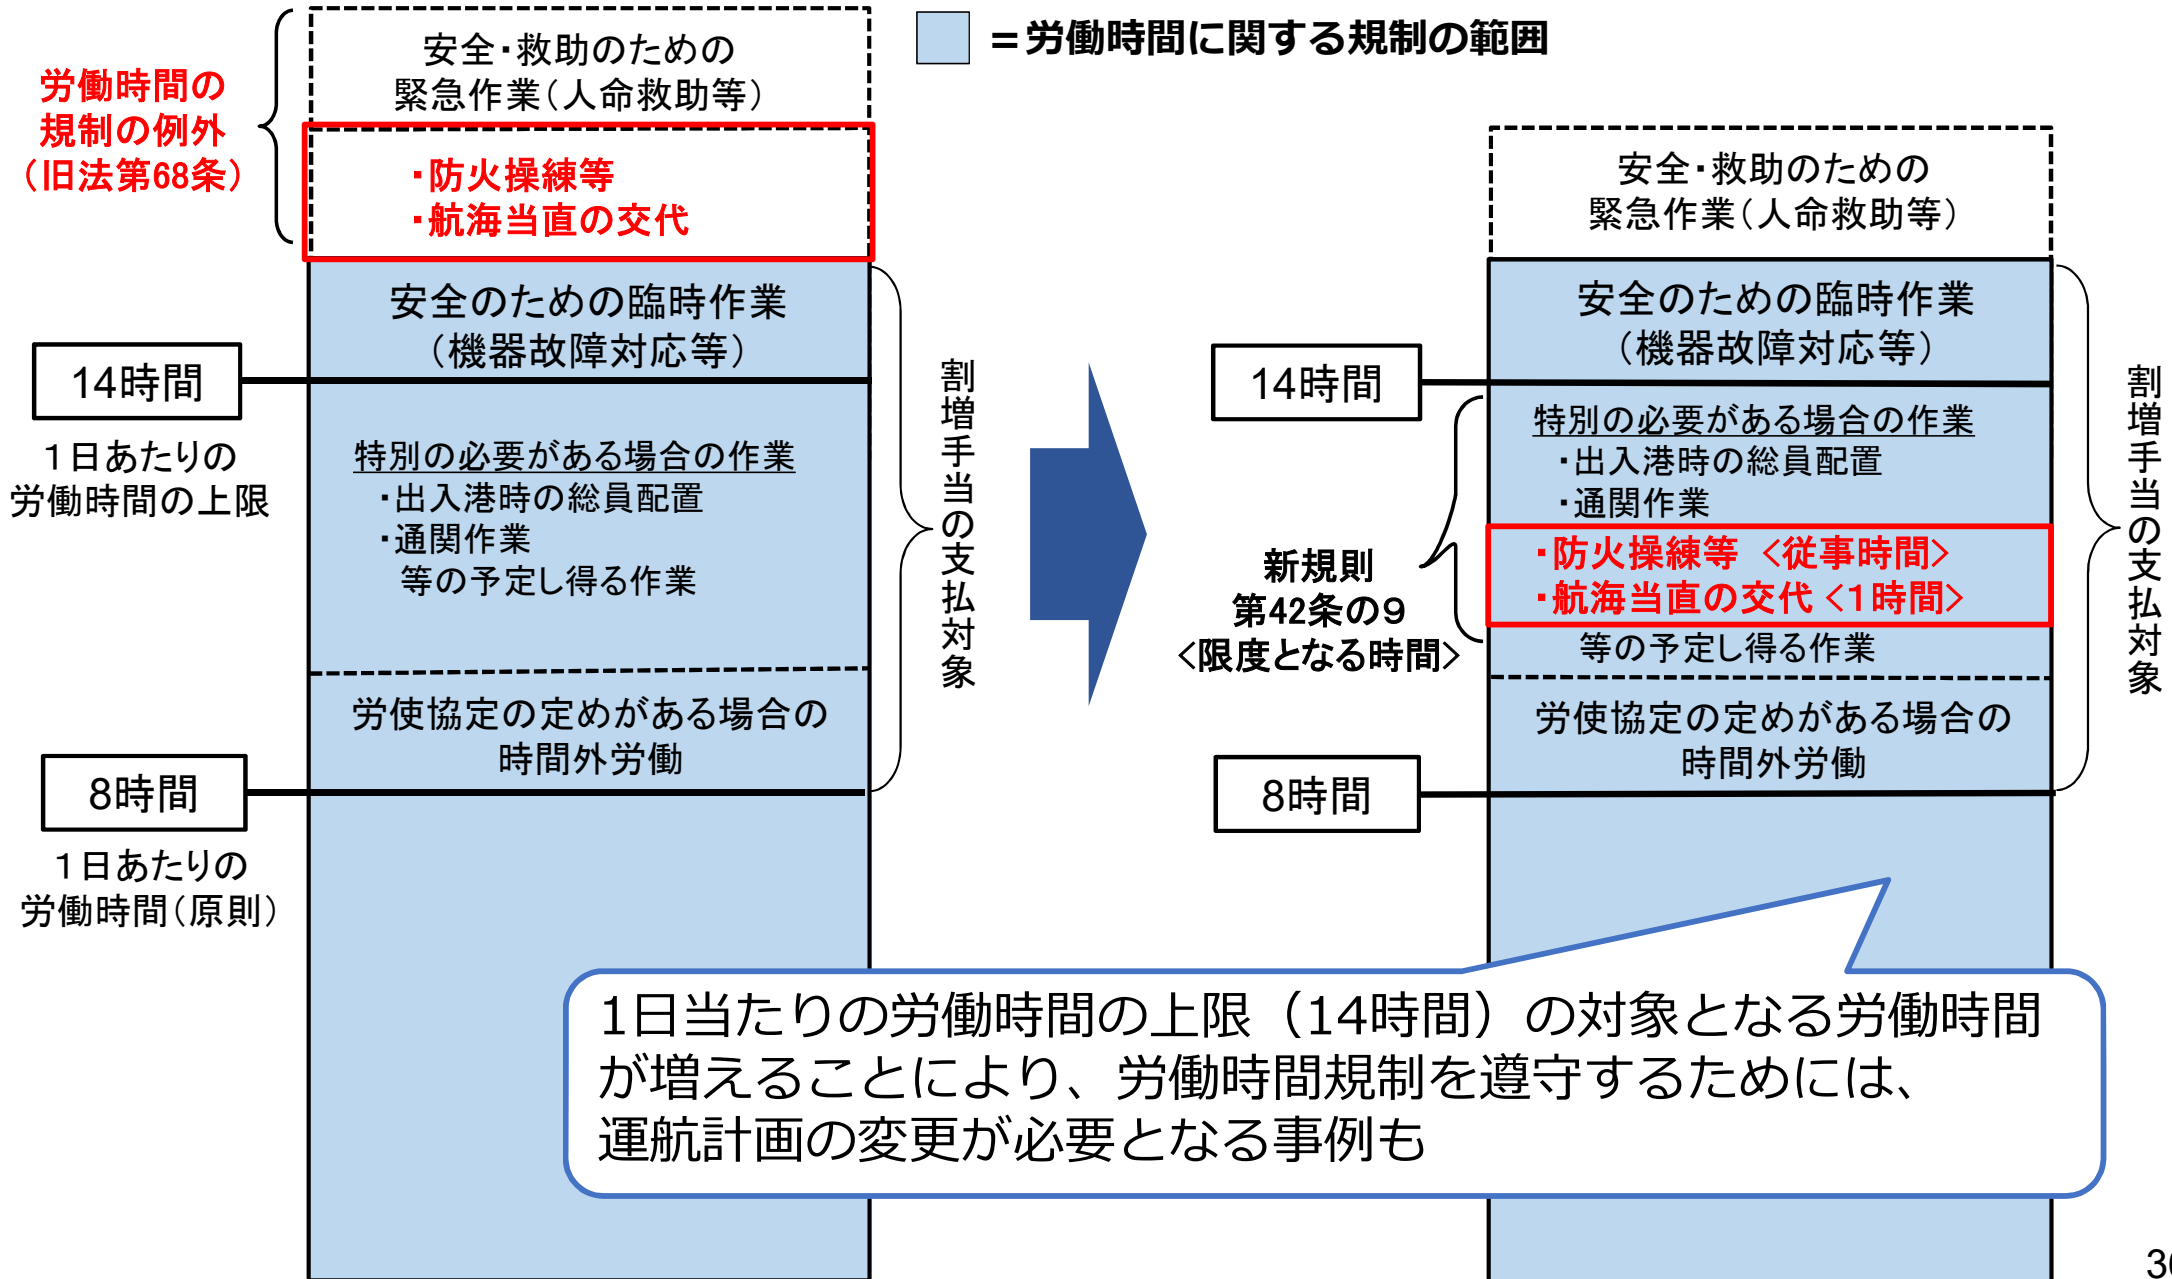 ＝労働時間に関する規制の範囲
労働時間の
規制の例外
（旧法第68条）
安全・救助のための
緊急作業（人命救助等）
・防火操練等
・航海当直の交代
安全のための臨時作業
（機器故障対応等）
14時間
1日あたりの
労働時間の上限
特別の必要がある場合の作業
・出入港時の総員配置
・通関作業
等の予定し得る作業
労使協定の定めがある場合の
時間外労働
8時間
1日あたりの
労働時間（原則）
割増手当の支払対象
安全・救助のための
緊急作業（人命救助等）
安全のための臨時作業
（機器故障対応等）
14時間
特別の必要がある場合の作業
・出入港時の総員配置
・通関作業
・防火操練等 <従事時間>
・航海当直の交代 <1時間>
等の予定し得る作業
新規則
第42条の9
<限度となる時間>
労使協定の定めがある場合の
時間外労働
8時間
割増手当の支払対象
1日当たりの労働時間の上限（14時間）の対象となる労働時間
が増えることにより、労働時間規制を遵守するためには、
運航計画の変更が必要となる事例も